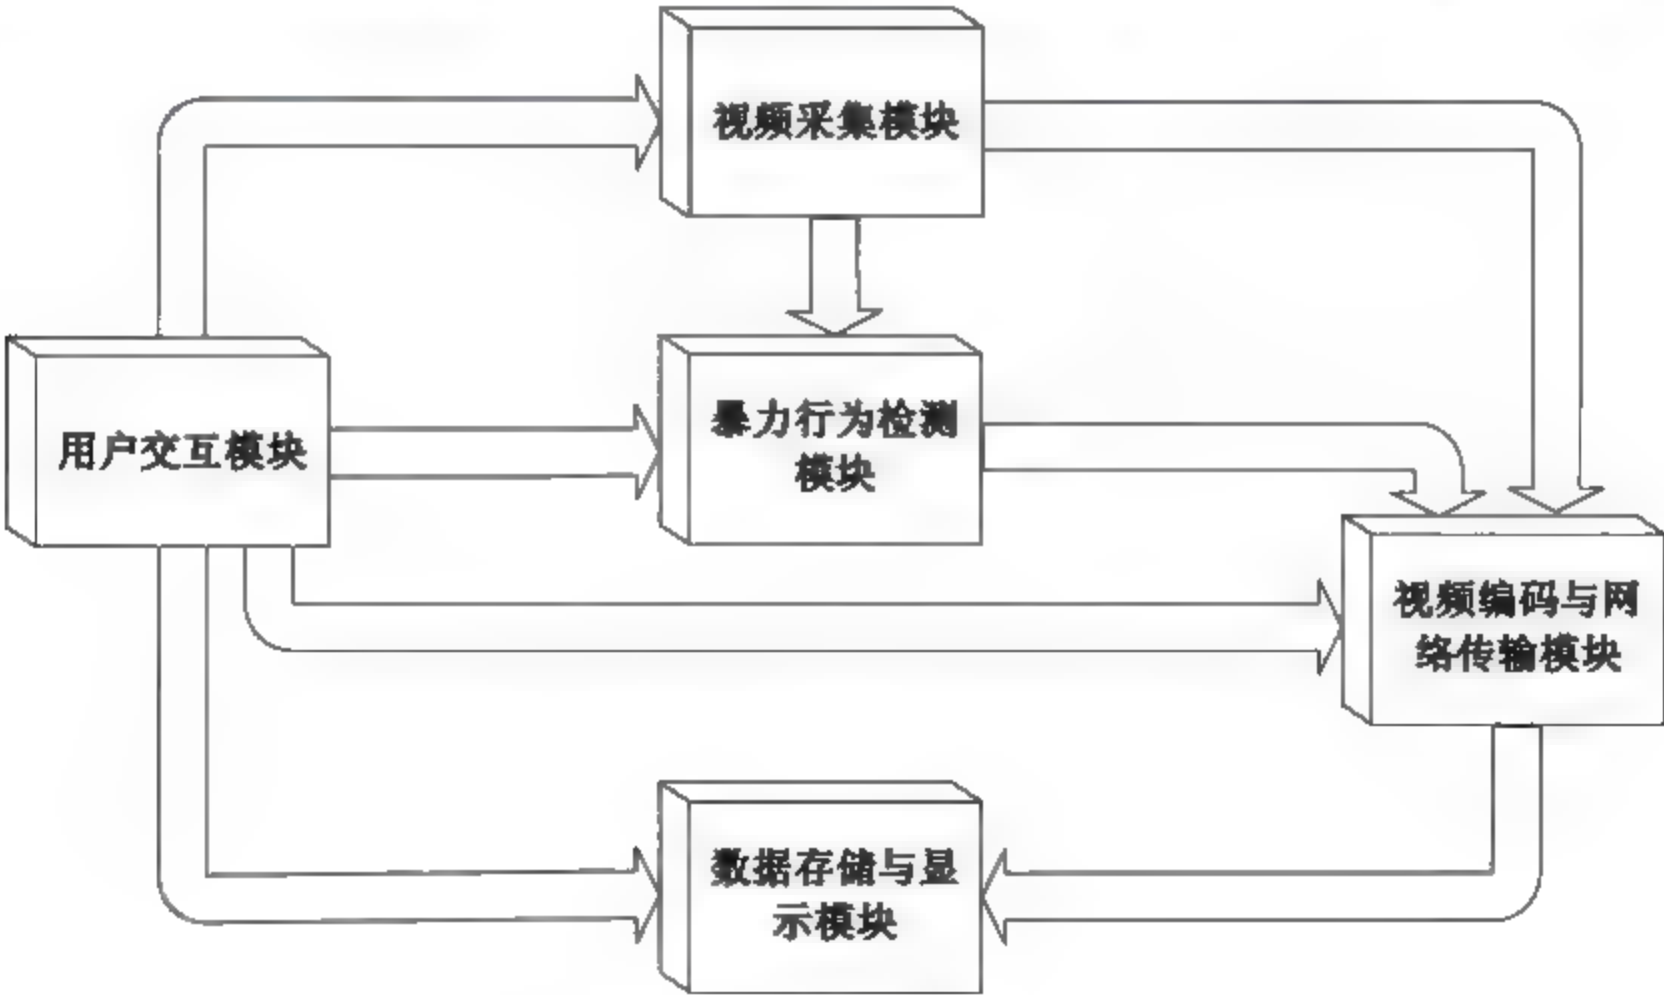 视频采集模块
用户交互模块
暴力行为检测
模块
视频编码与网
络传输模块
数据存储与显
示模块